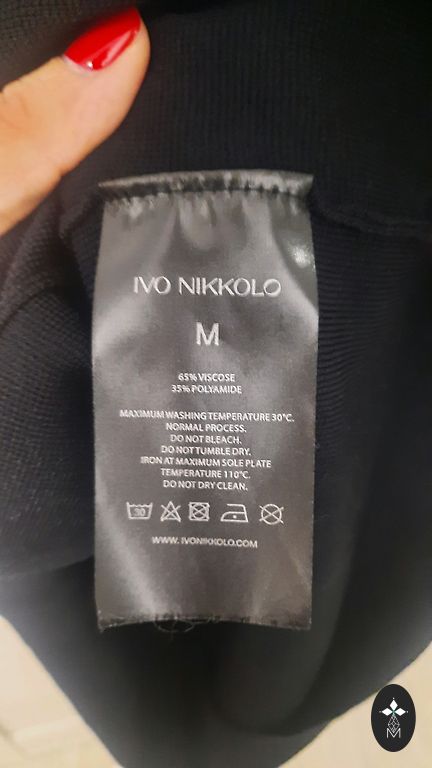 IVO NIKKOLO
M
65% VISCOSE
35% POLYAMIDE
MAXIMUM WASHING TEMPERATURE 30°C.
NORMAL PROCESS.
DO NOT BLEACH.
DO NOT TUMBLE DRY.
IRON AT MAXIMUM SOLE PLATE
TEMPERATURE 110°C.
DO NOT DRY CLEAN.
30
WWW.IVONIKKOLO.COM
M